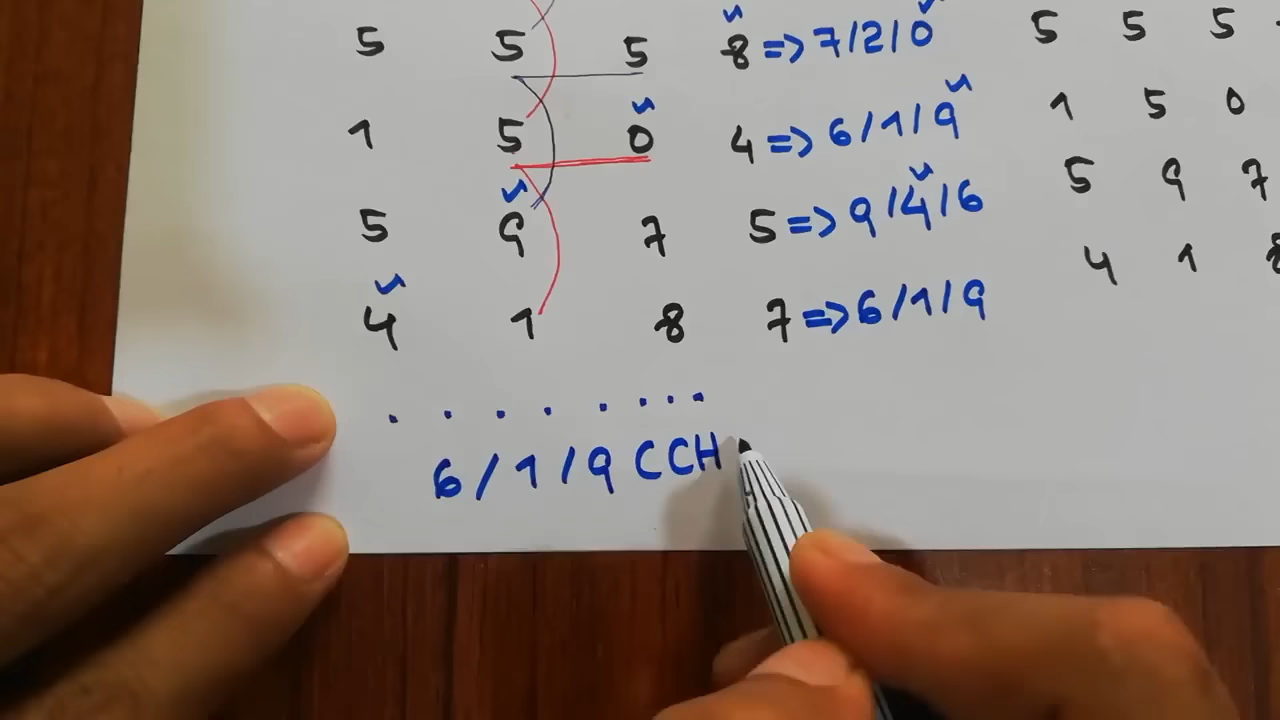 5 5 5 8 => 7/2/0 5 5 5
1 5 0 4 => 6/1/9 1 5 0
5 9 7 5 => 9/4/6 5 9 7
4 1 8 7 => 6/1/9 4 1 8
. . . . . . . .
6/1/9 CCH